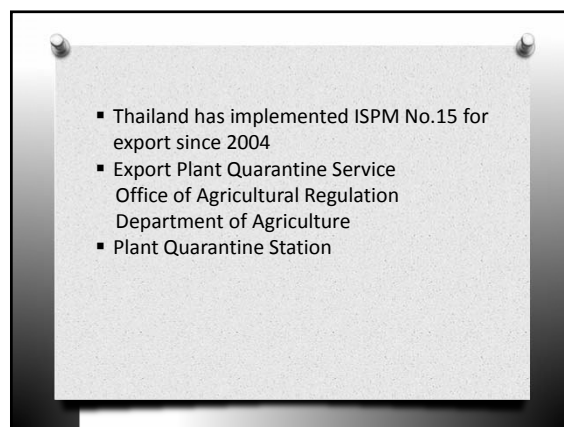 ▪ Thailand has implemented ISPM No.15 for
export since 2004
▪ Export Plant Quarantine Service
Office of Agricultural Regulation
Department of Agriculture
▪ Plant Quarantine Station